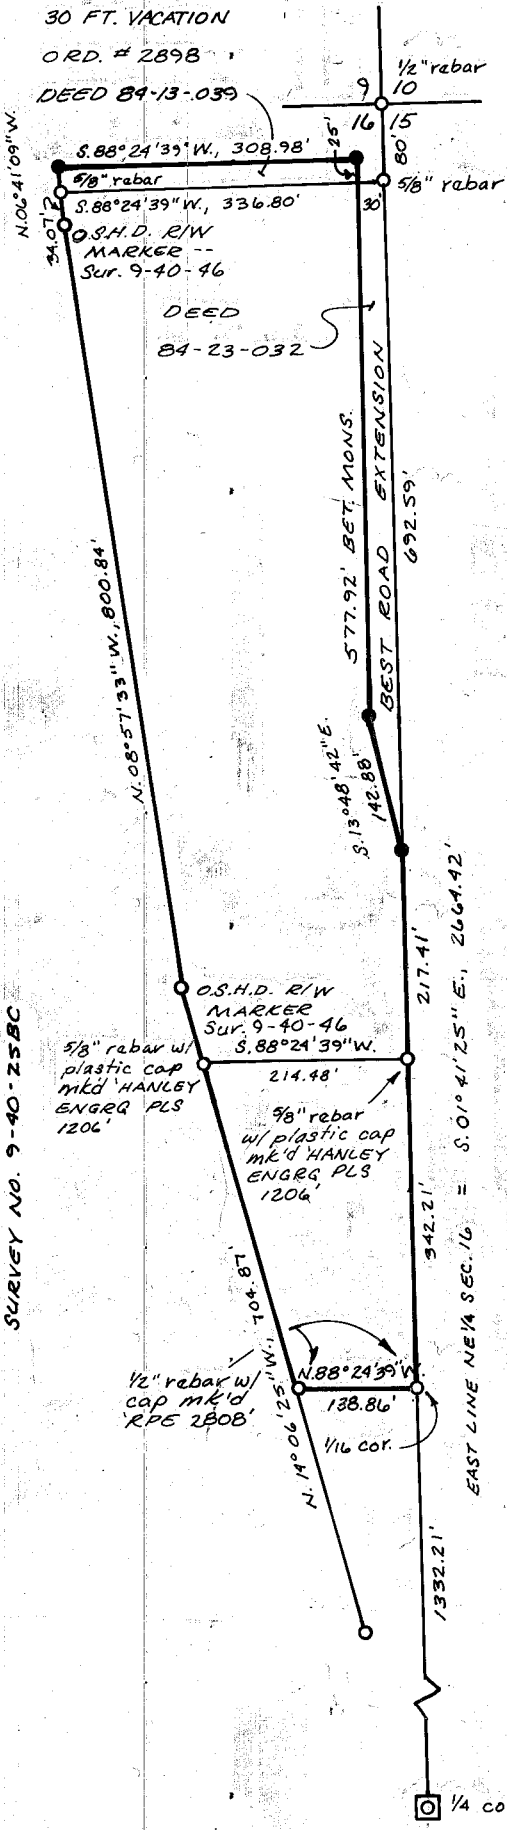 30 FT. VACATION
ORD. # 2898
DEED 84-13-039
1/2" rebar
9 10
16 15
S.88°24'39"W., 308.98'
25'
80'
N.06°41'09"W.
5/8" rebar
5/8" rebar
S.88°24'39"W., 336.80'
30'
34.07'
O.S.H.D. R/W
MARKER --
Sur. 9-40-46
DEED
84-23-032
577.92' BET. MONS.
BEST ROAD EXTENSION
692.59'
N.08°57'33"W., 800.84'
S.13°48'42"E.
142.88'
217.41'
O.S.H.D. R/W
MARKER
Sur. 9-40-46
S.88°24'39"W.
214.48'
5/8" rebar w/
plastic cap
mkd 'HANLEY
ENGRG PLS
1206'
5/8" rebar
w/ plastic cap
mk'd 'HANLEY
ENGRG PLS
1206'
SURVEY NO. 9-40-25BC
EAST LINE NE1/4 SEC. 16 = S.01°41'25"E., 2664.42'
342.21'
N.14°06'25"W., 704.87'
1/2" rebar w/
cap mk'd
'RPE 2808'
N.88°24'39"W.
138.86'
1/16 cor.
1332.21'
1/4 co